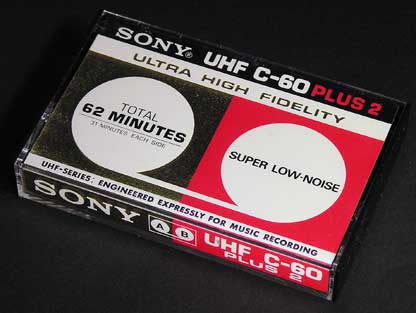 SONY® UHF C-60 PLUS 2
ULTRA HIGH FIDELITY
TOTAL
62 MINUTES
31 MINUTES, EACH SIDE
SUPER LOW-NOISE
UHF-SERIES: ENGINEERED EXPRESSLY FOR MUSIC RECORDING
SONY A B UHF C-60
PLUS 2